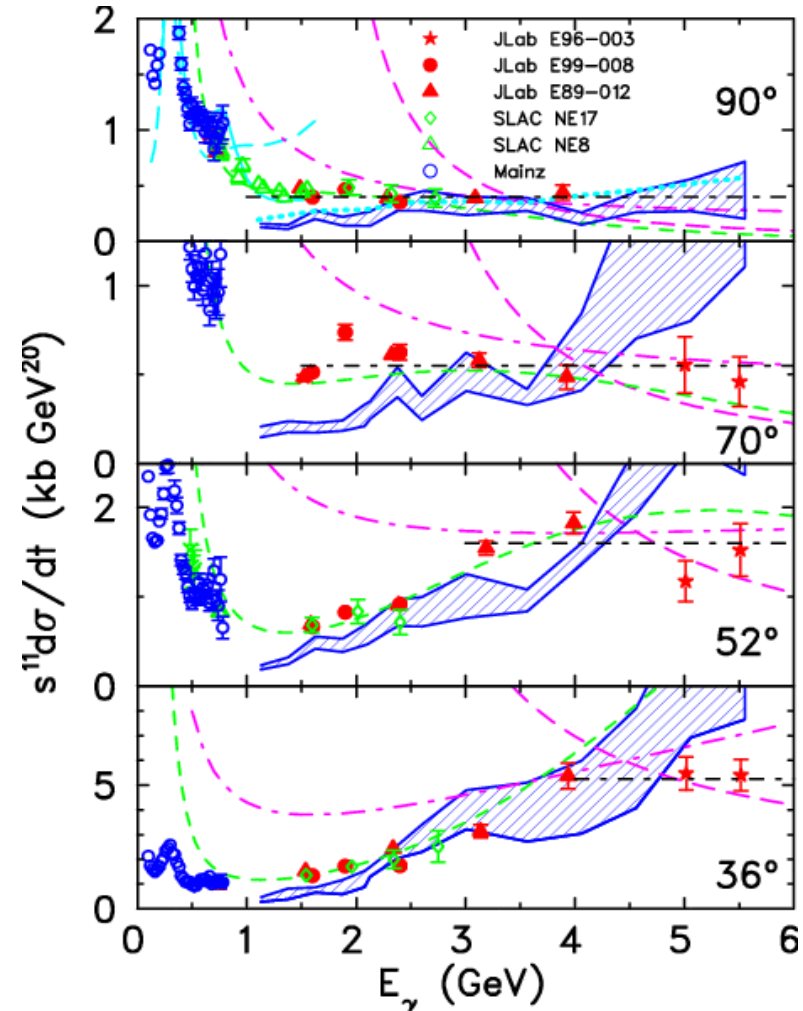 2
JLab E96−003
JLab E99−008
90°
JLab E89−012
SLAC NE17
1
SLAC NE8
Mainz
0
1
70°
0
2
52°
0
5
36°
0
0 1 2 3 4 5 6
E γ (GeV)
s¹¹dσ/dt (kb GeV²⁰)